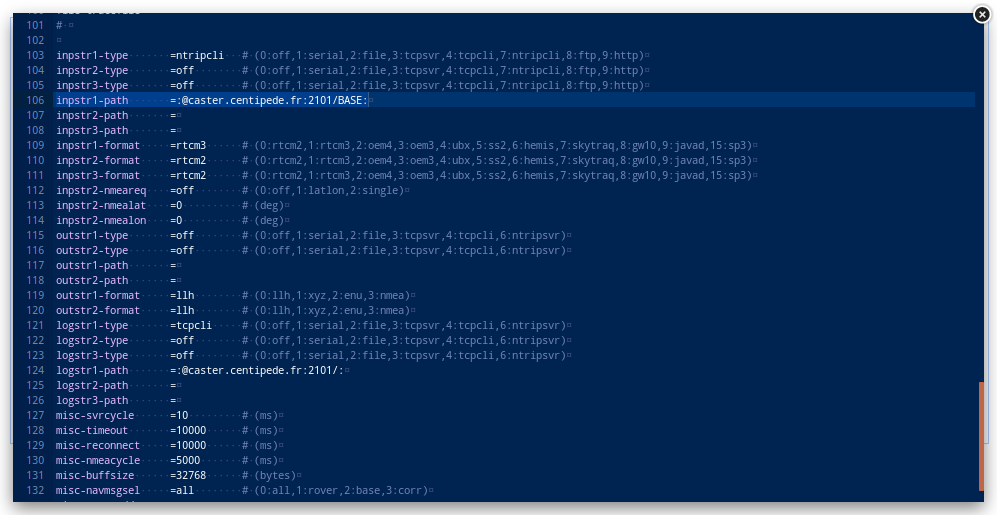 101 #
102
103 inpstr1-type =ntripcli # (0:off,1:serial,2:file,3:tcpsvr,4:tcpcli,7:ntripcli,8:ftp,9:http)
104 inpstr2-type =off # (0:off,1:serial,2:file,3:tcpsvr,4:tcpcli,7:ntripcli,8:ftp,9:http)
105 inpstr3-type =off # (0:off,1:serial,2:file,3:tcpsvr,4:tcpcli,7:ntripcli,8:ftp,9:http)
106 inpstr1-path =:@caster.centipede.fr:2101/BASE:
107 inpstr2-path =
108 inpstr3-path =
109 inpstr1-format =rtcm3 # (0:rtcm2,1:rtcm3,2:oem4,3:oem3,4:ubx,5:ss2,6:hemis,7:skytraq,8:gw10,9:javad,15:sp3)
110 inpstr2-format =rtcm2 # (0:rtcm2,1:rtcm3,2:oem4,3:oem3,4:ubx,5:ss2,6:hemis,7:skytraq,8:gw10,9:javad,15:sp3)
111 inpstr3-format =rtcm2 # (0:rtcm2,1:rtcm3,2:oem4,3:oem3,4:ubx,5:ss2,6:hemis,7:skytraq,8:gw10,9:javad,15:sp3)
112 inpstr2-nmeareq =off # (0:off,1:latlon,2:single)
113 inpstr2-nmealat =0 # (deg)
114 inpstr2-nmealon =0 # (deg)
115 outstr1-type =off # (0:off,1:serial,2:file,3:tcpsvr,4:tcpcli,6:ntripsvr)
116 outstr2-type =off # (0:off,1:serial,2:file,3:tcpsvr,4:tcpcli,6:ntripsvr)
117 outstr1-path =
118 outstr2-path =
119 outstr1-format =llh # (0:llh,1:xyz,2:enu,3:nmea)
120 outstr2-format =llh # (0:llh,1:xyz,2:enu,3:nmea)
121 logstr1-type =tcpcli # (0:off,1:serial,2:file,3:tcpsvr,4:tcpcli,6:ntripsvr)
122 logstr2-type =off # (0:off,1:serial,2:file,3:tcpsvr,4:tcpcli,6:ntripsvr)
123 logstr3-type =off # (0:off,1:serial,2:file,3:tcpsvr,4:tcpcli,6:ntripsvr)
124 logstr1-path =:@caster.centipede.fr:2101/:
125 logstr2-path =
126 logstr3-path =
127 misc-svrcycle =10 # (ms)
128 misc-timeout =10000 # (ms)
129 misc-reconnect =10000 # (ms)
130 misc-nmeacycle =5000 # (ms)
131 misc-buffsize =32768 # (bytes)
132 misc-navmsgsel =all # (0:all,1:rover,2:base,3:corr)